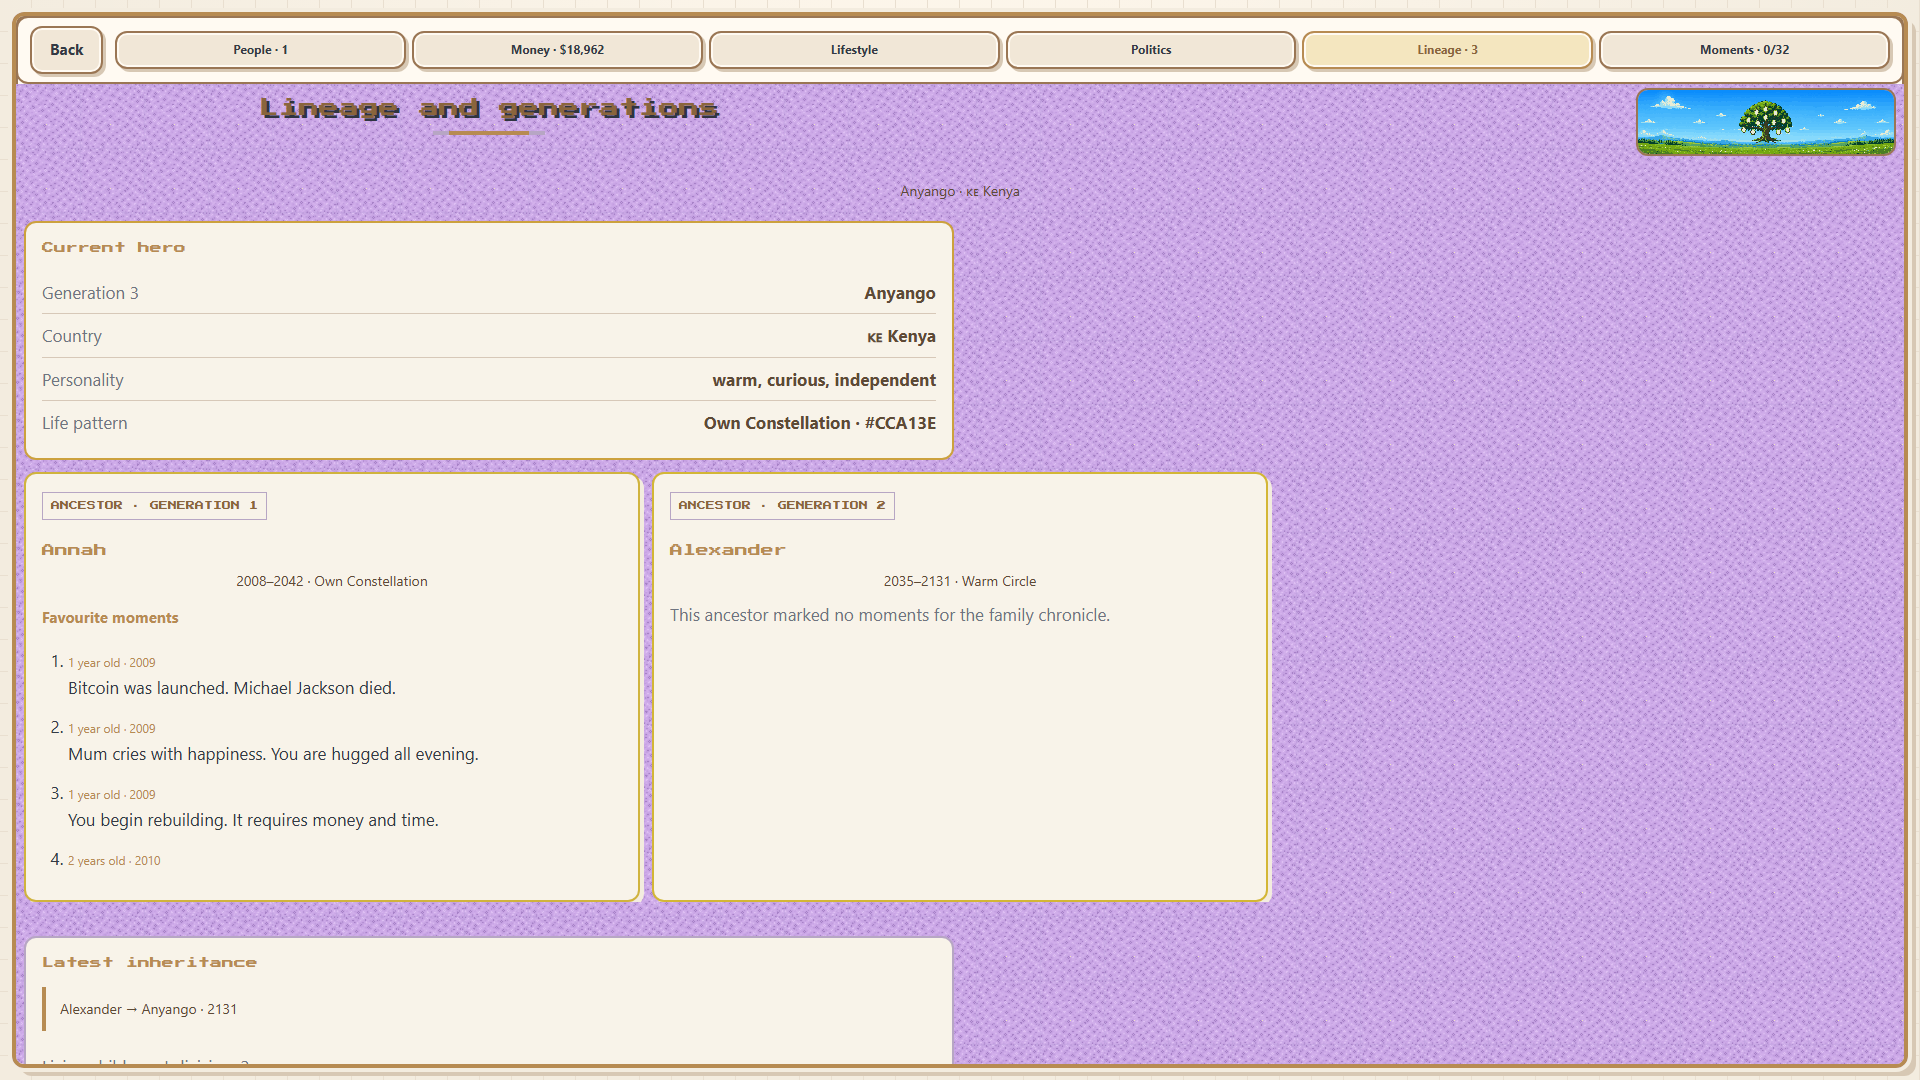 Back
People · 1
Money · $18,962
Lifestyle
Politics
Lineage · 3
Moments · 0/32
Lineage and generations
Anyango · KE Kenya
Current hero
Generation 3 Anyango
Country KE Kenya
Personality warm, curious, independent
Life pattern Own Constellation · #CCA13E
ANCESTOR · GENERATION 1
Annah
2008–2042 · Own Constellation
Favourite moments
1. 1 year old · 2009
Bitcoin was launched. Michael Jackson died.
2. 1 year old · 2009
Mum cries with happiness. You are hugged all evening.
3. 1 year old · 2009
You begin rebuilding. It requires money and time.
4. 2 years old · 2010
ANCESTOR · GENERATION 2
Alexander
2035–2131 · Warm Circle
This ancestor marked no moments for the family chronicle.
Latest inheritance
Alexander → Anyango · 2131